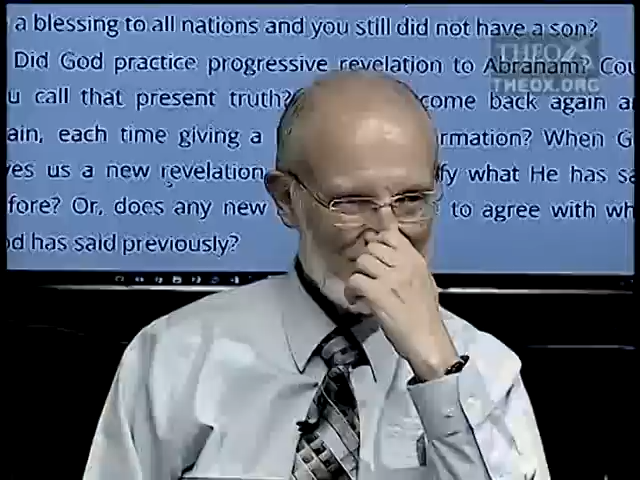 a blessing to all nations and you still did not have a son?
Did God practice progressive revelation to Abraham? Cou
u call that present truth? come back again a
ain, each time giving a rmation? When G
es us a new revelation, fy what He has sa
fore? Or, does any new to agree with wh
d has said previously?
THEOX
THEOX.ORG